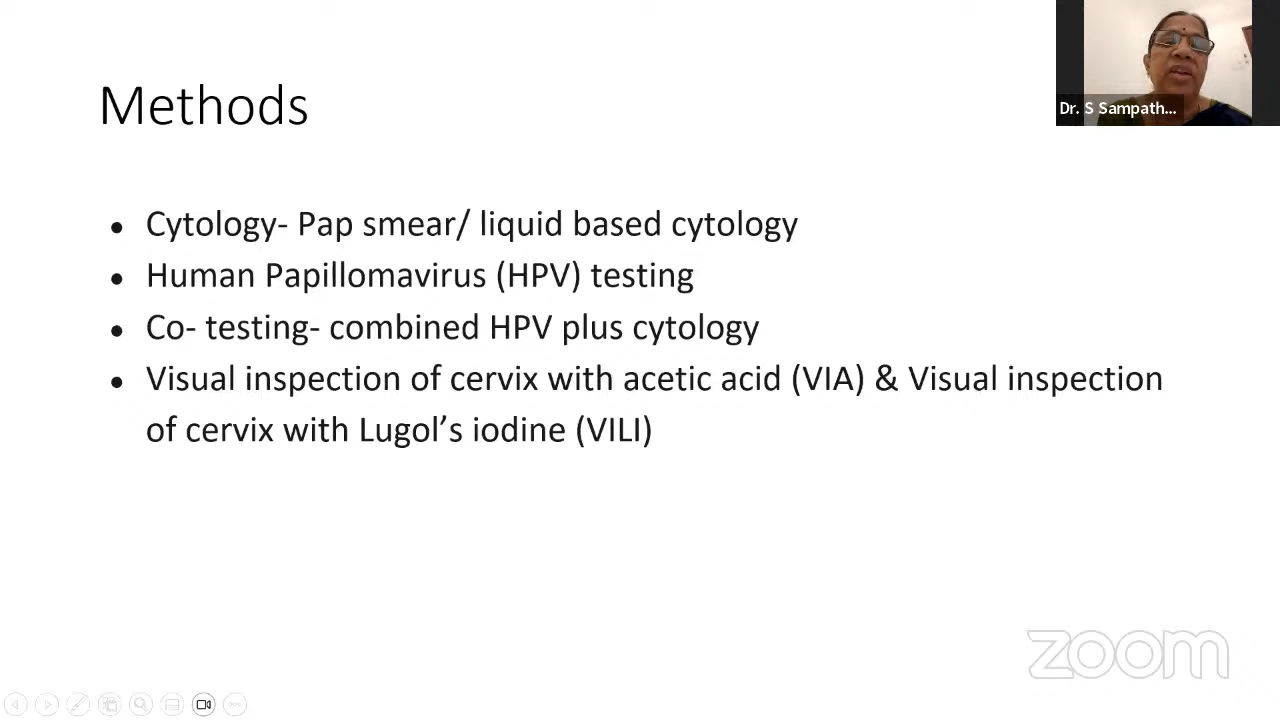 Methods
Dr. S Sampath...
• Cytology- Pap smear/ liquid based cytology
• Human Papillomavirus (HPV) testing
• Co- testing- combined HPV plus cytology
• Visual inspection of cervix with acetic acid (VIA) & Visual inspection
of cervix with Lugol’s iodine (VILI)
zoom